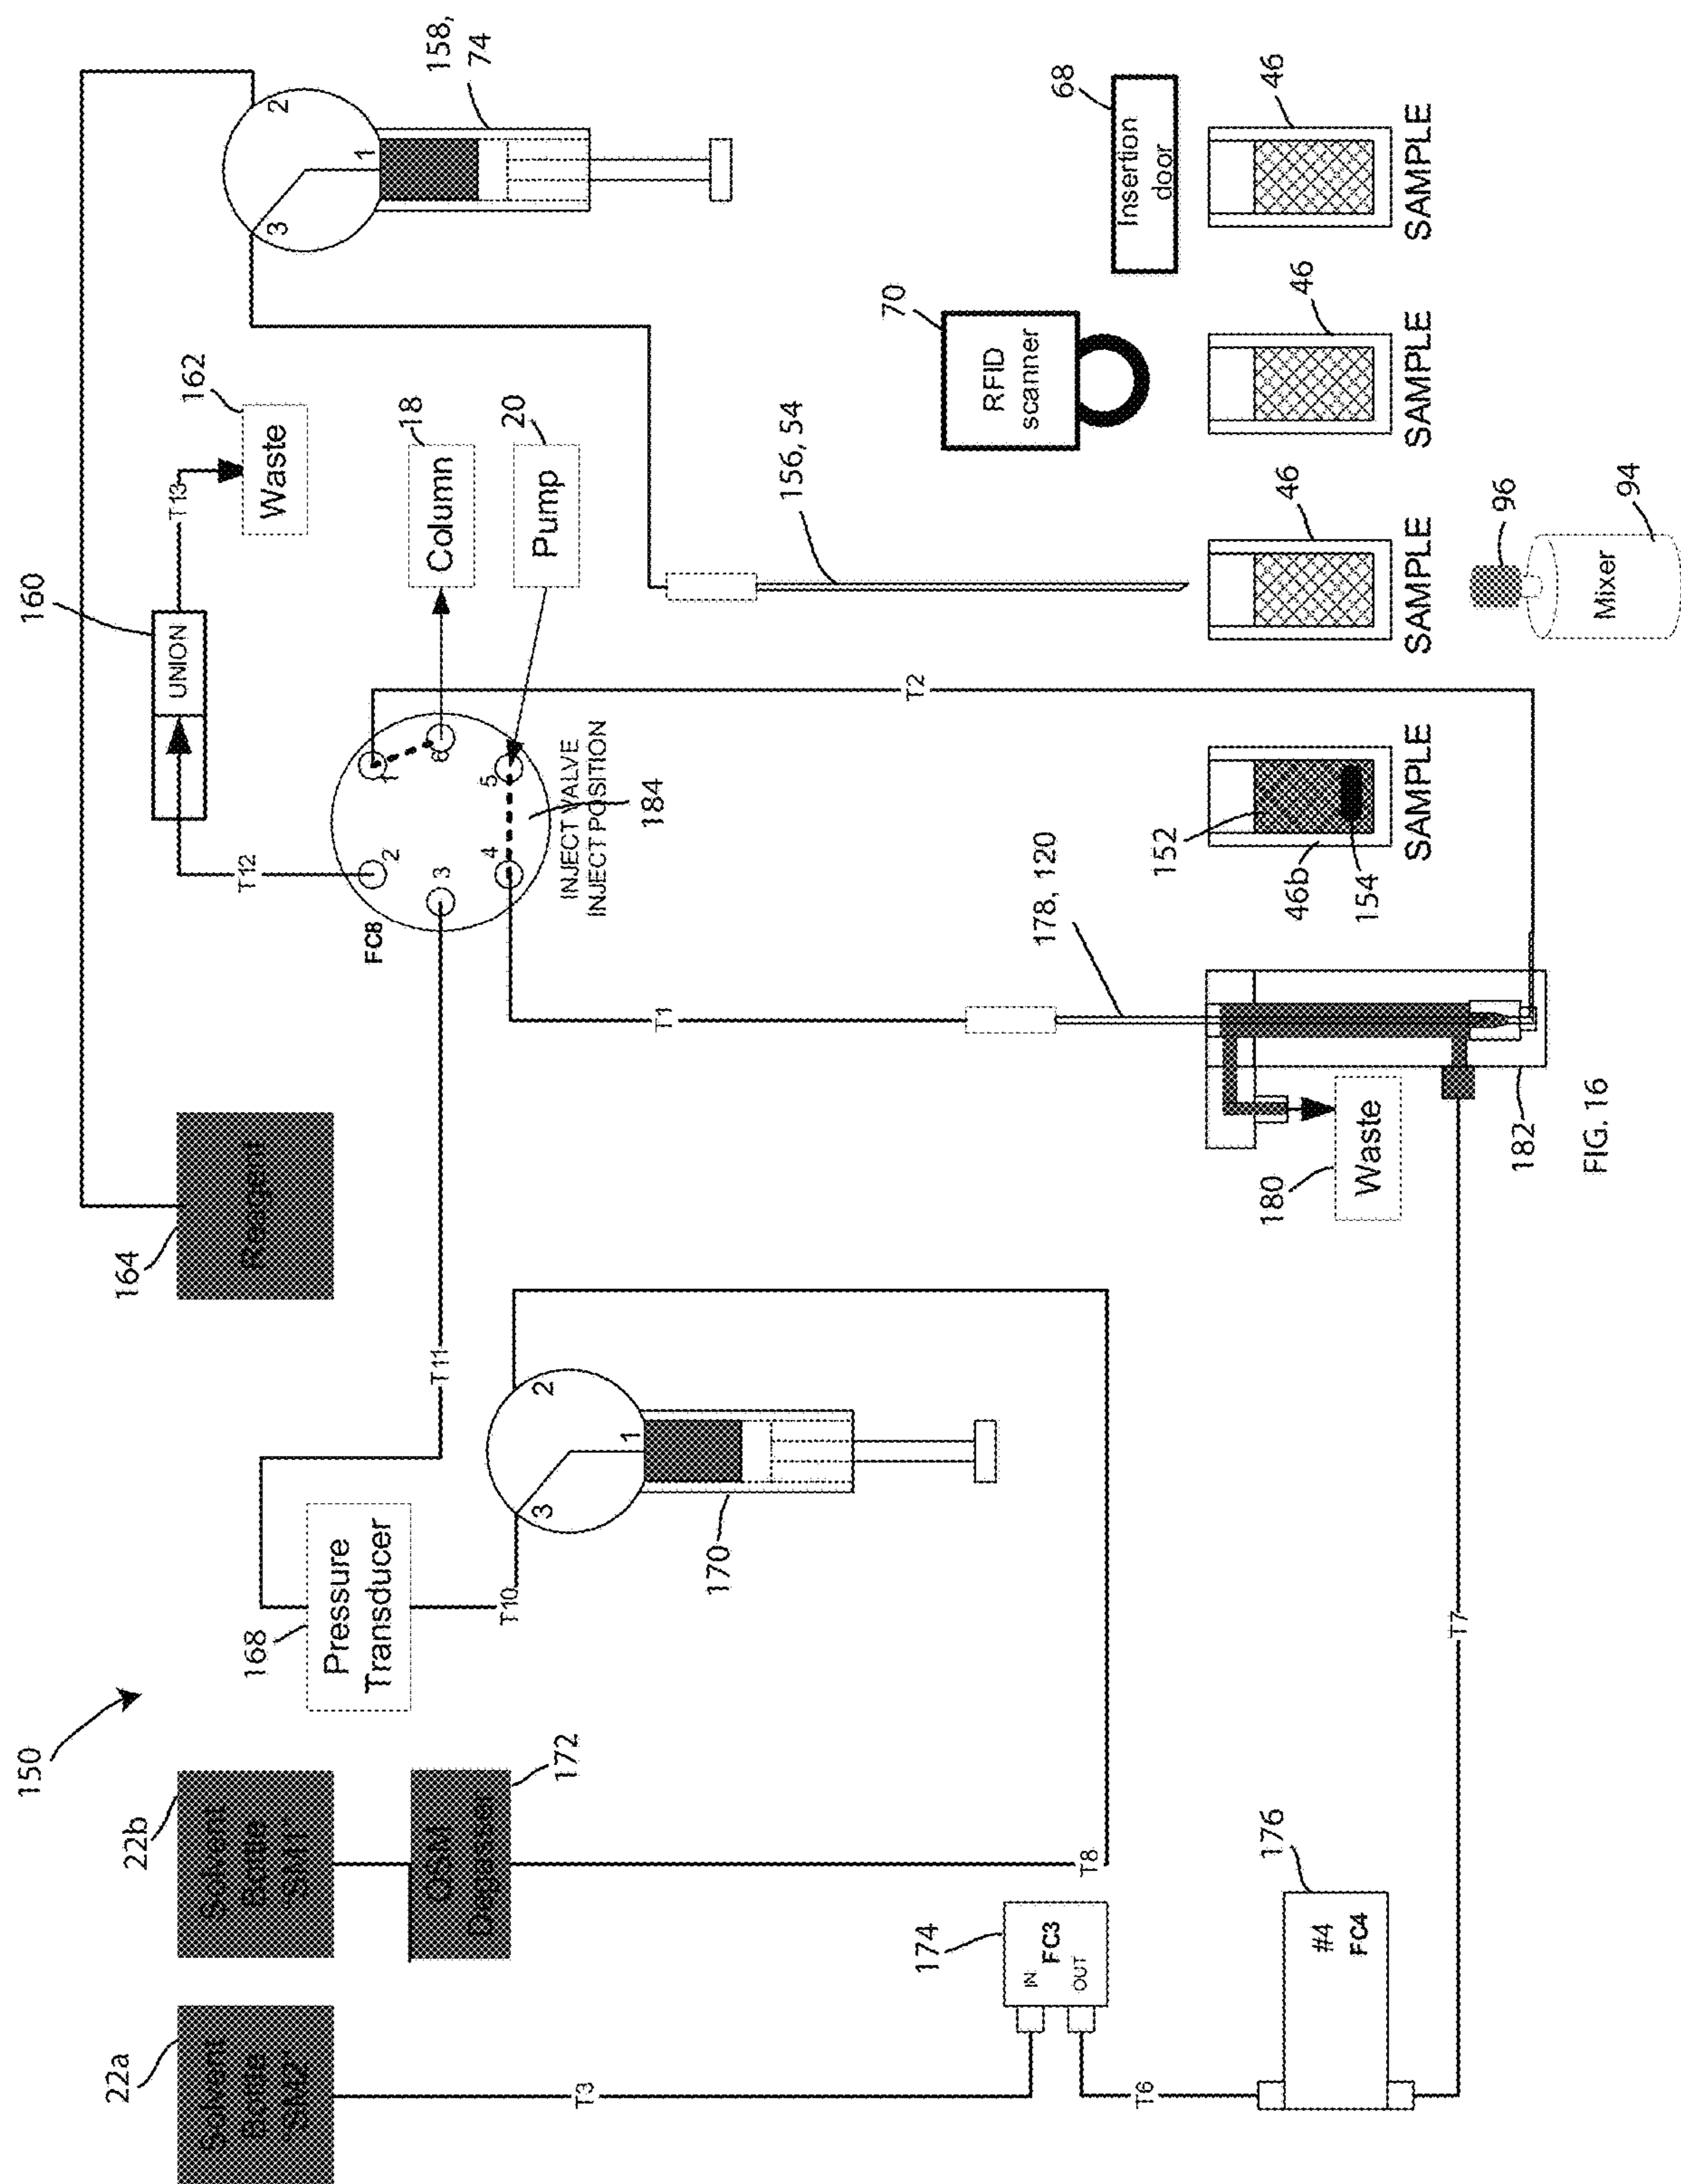 150
22a
Solvent
Bottle
"SM2"
22b
Solvent
Bottle
"SM1"
GSM
Degasser
172
168
Pressure
Transducer
T10
T11
3
2
1
170
T8
T3
174
IN
FC3
OUT
T6
176
#4
FC4
T7
164
Reagent
160
UNION
T12
T13
162
Waste
FC8
1
2
3
4
5
6
INJECT VALVE
INJECT POSITION
184
18
Column
20
Pump
T1
T2
158,
74
3
2
1
178, 120
180
Waste
182
152
46b
154
SAMPLE
156, 54
46
SAMPLE
96
Mixer
94
70
RFID
scanner
46
SAMPLE
68
Insertion
door
46
SAMPLE
FIG. 16